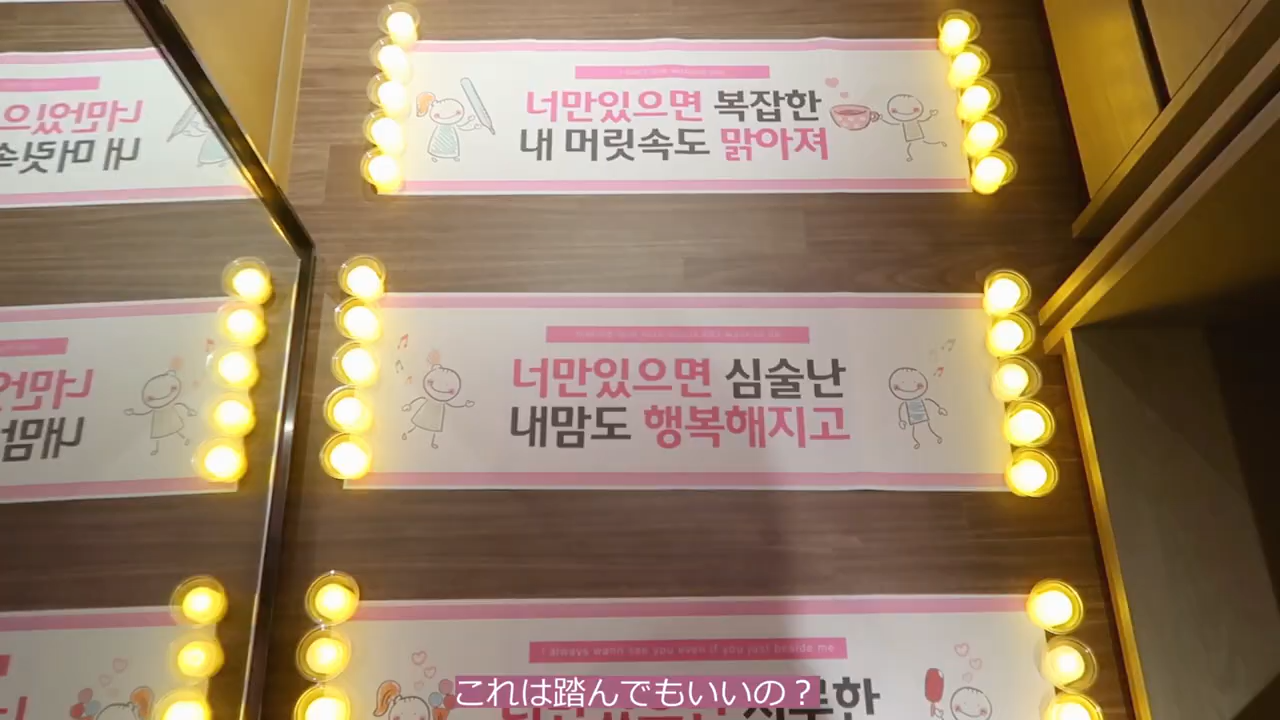 너만있으면 복잡한
내 머릿속도 맑아져
너만있으면 심술난
내맘도 행복해지고
I always wann see you even if you just beside me
これは踏んでもいいの？